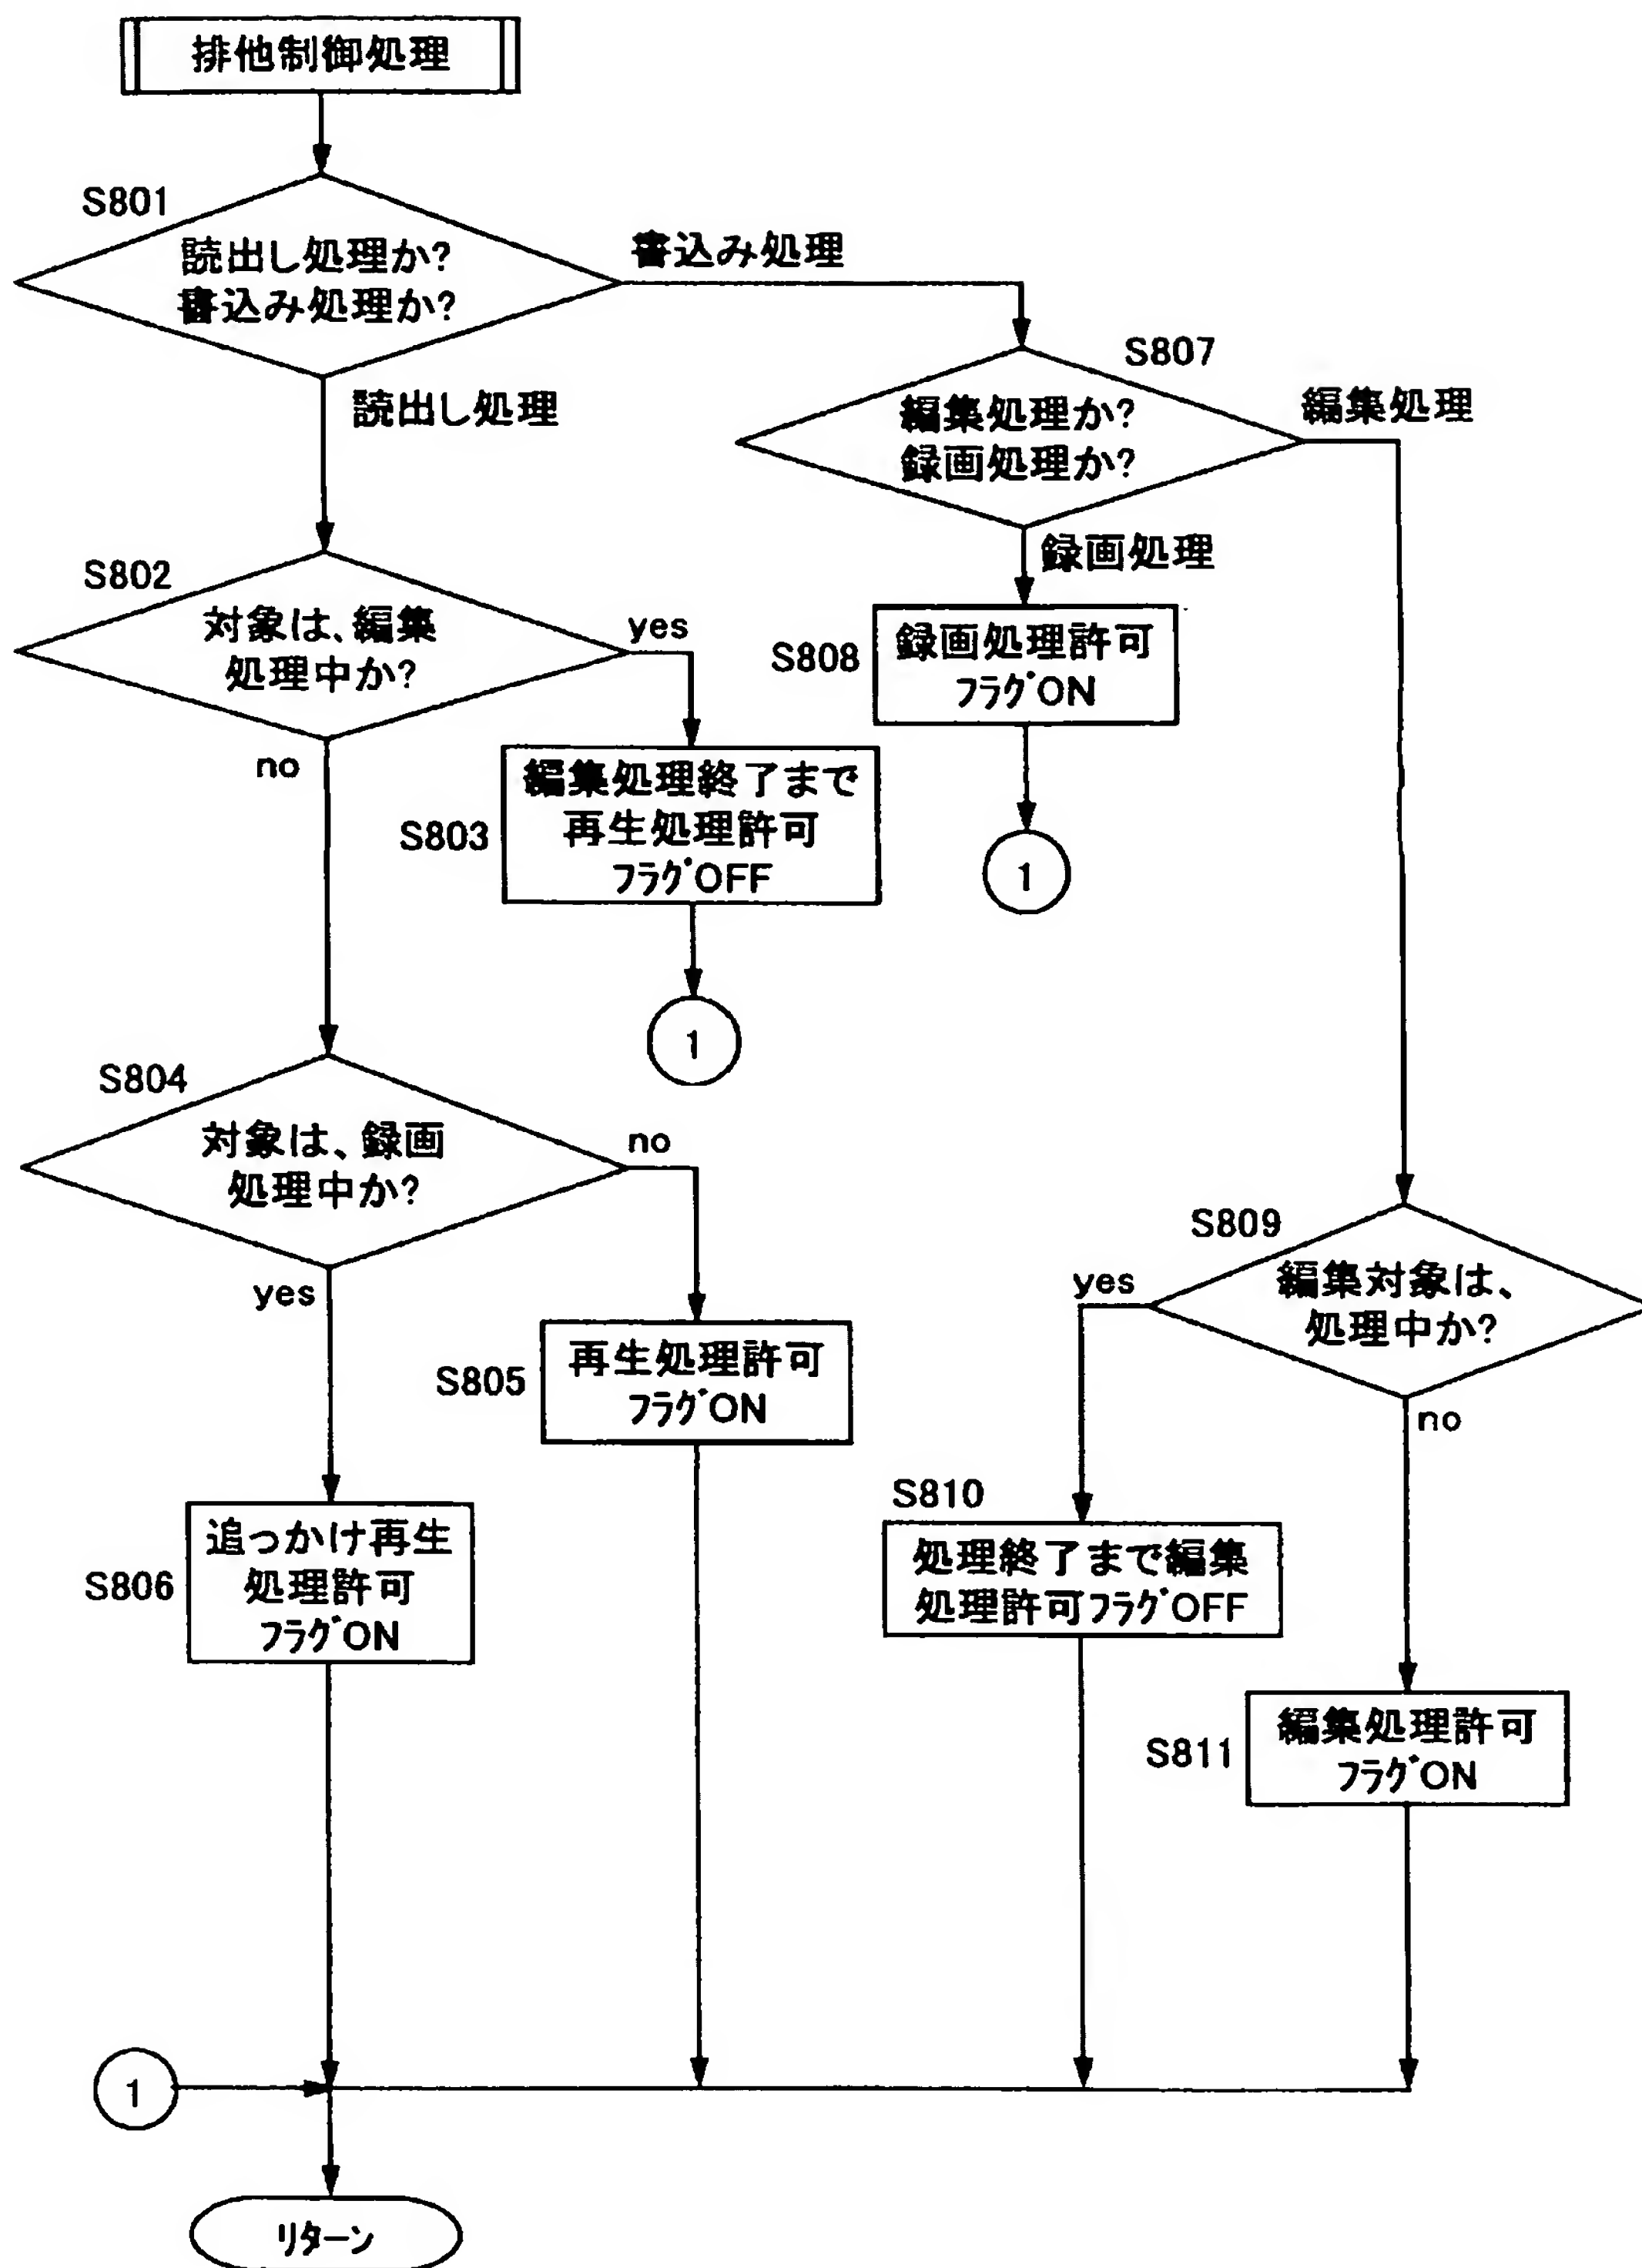 排他制御処理
S801
読出し処理か?
書込み処理か?
書込み処理
読出し処理
S807
編集処理か?
録画処理か?
編集処理
録画処理
S802
対象は、編集
処理中か?
yes
no
S808
録画処理許可
フラグON
1
S803
編集処理終了まで
再生処理許可
フラグOFF
1
S804
対象は、録画
処理中か?
no
yes
S805
再生処理許可
フラグON
S806
追っかけ再生
処理許可
フラグON
S809
編集対象は、
処理中か?
yes
no
S810
処理終了まで編集
処理許可フラグOFF
S811
編集処理許可
フラグON
1
リターン